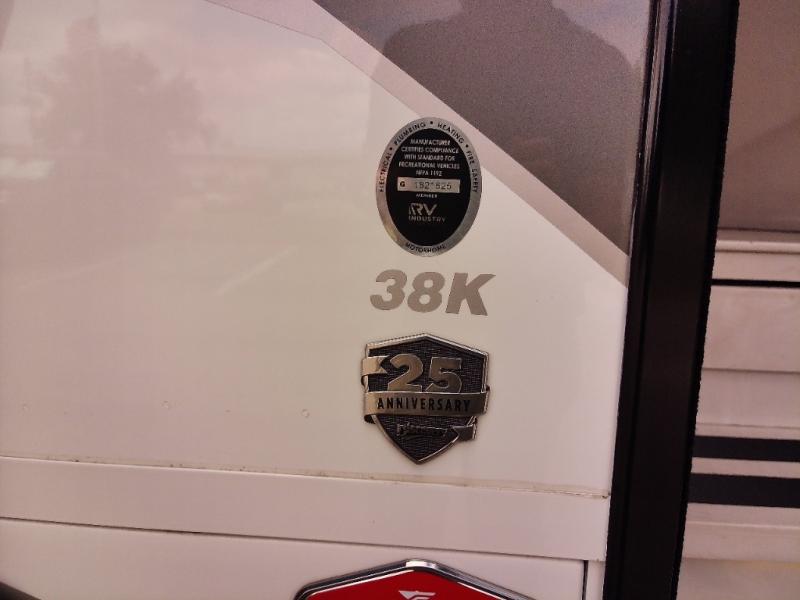 ELECTRICAL • PLUMBING • HEATING • FIRE SAFETY
MANUFACTURER
CERTIFIES COMPLIANCE
WITH STANDARD FOR
RECREATIONAL VEHICLES
NFPA 1192
G 1821825
MEMBER
RV
INDUSTRY
MOTORHOME
38K
25
ANNIVERSARY